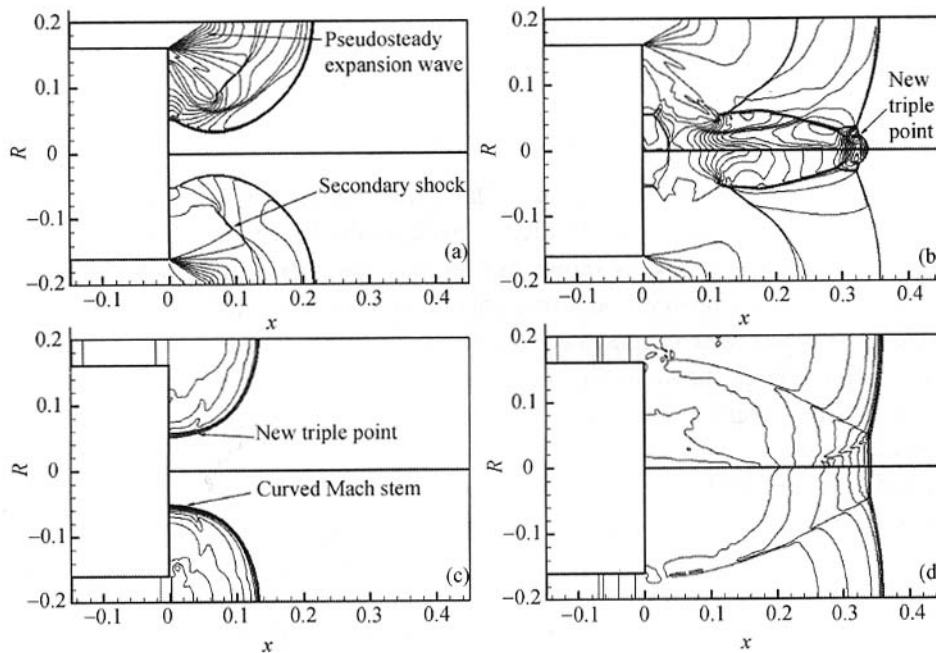 0.2
0.1
0
−0.1
−0.2
R
Pseudosteady
expansion wave
Secondary shock
(a)
−0.1 0 0.1 0.2 0.3 0.4
x
0.2
0.1
0
−0.1
−0.2
R
New
triple
point
(b)
−0.1 0 0.1 0.2 0.3 0.4
x
0.2
0.1
0
−0.1
−0.2
R
New triple point
Curved Mach stem
(c)
−0.1 0 0.1 0.2 0.3 0.4
x
0.2
0.1
0
−0.1
−0.2
R
(d)
−0.1 0 0.1 0.2 0.3 0.4
x